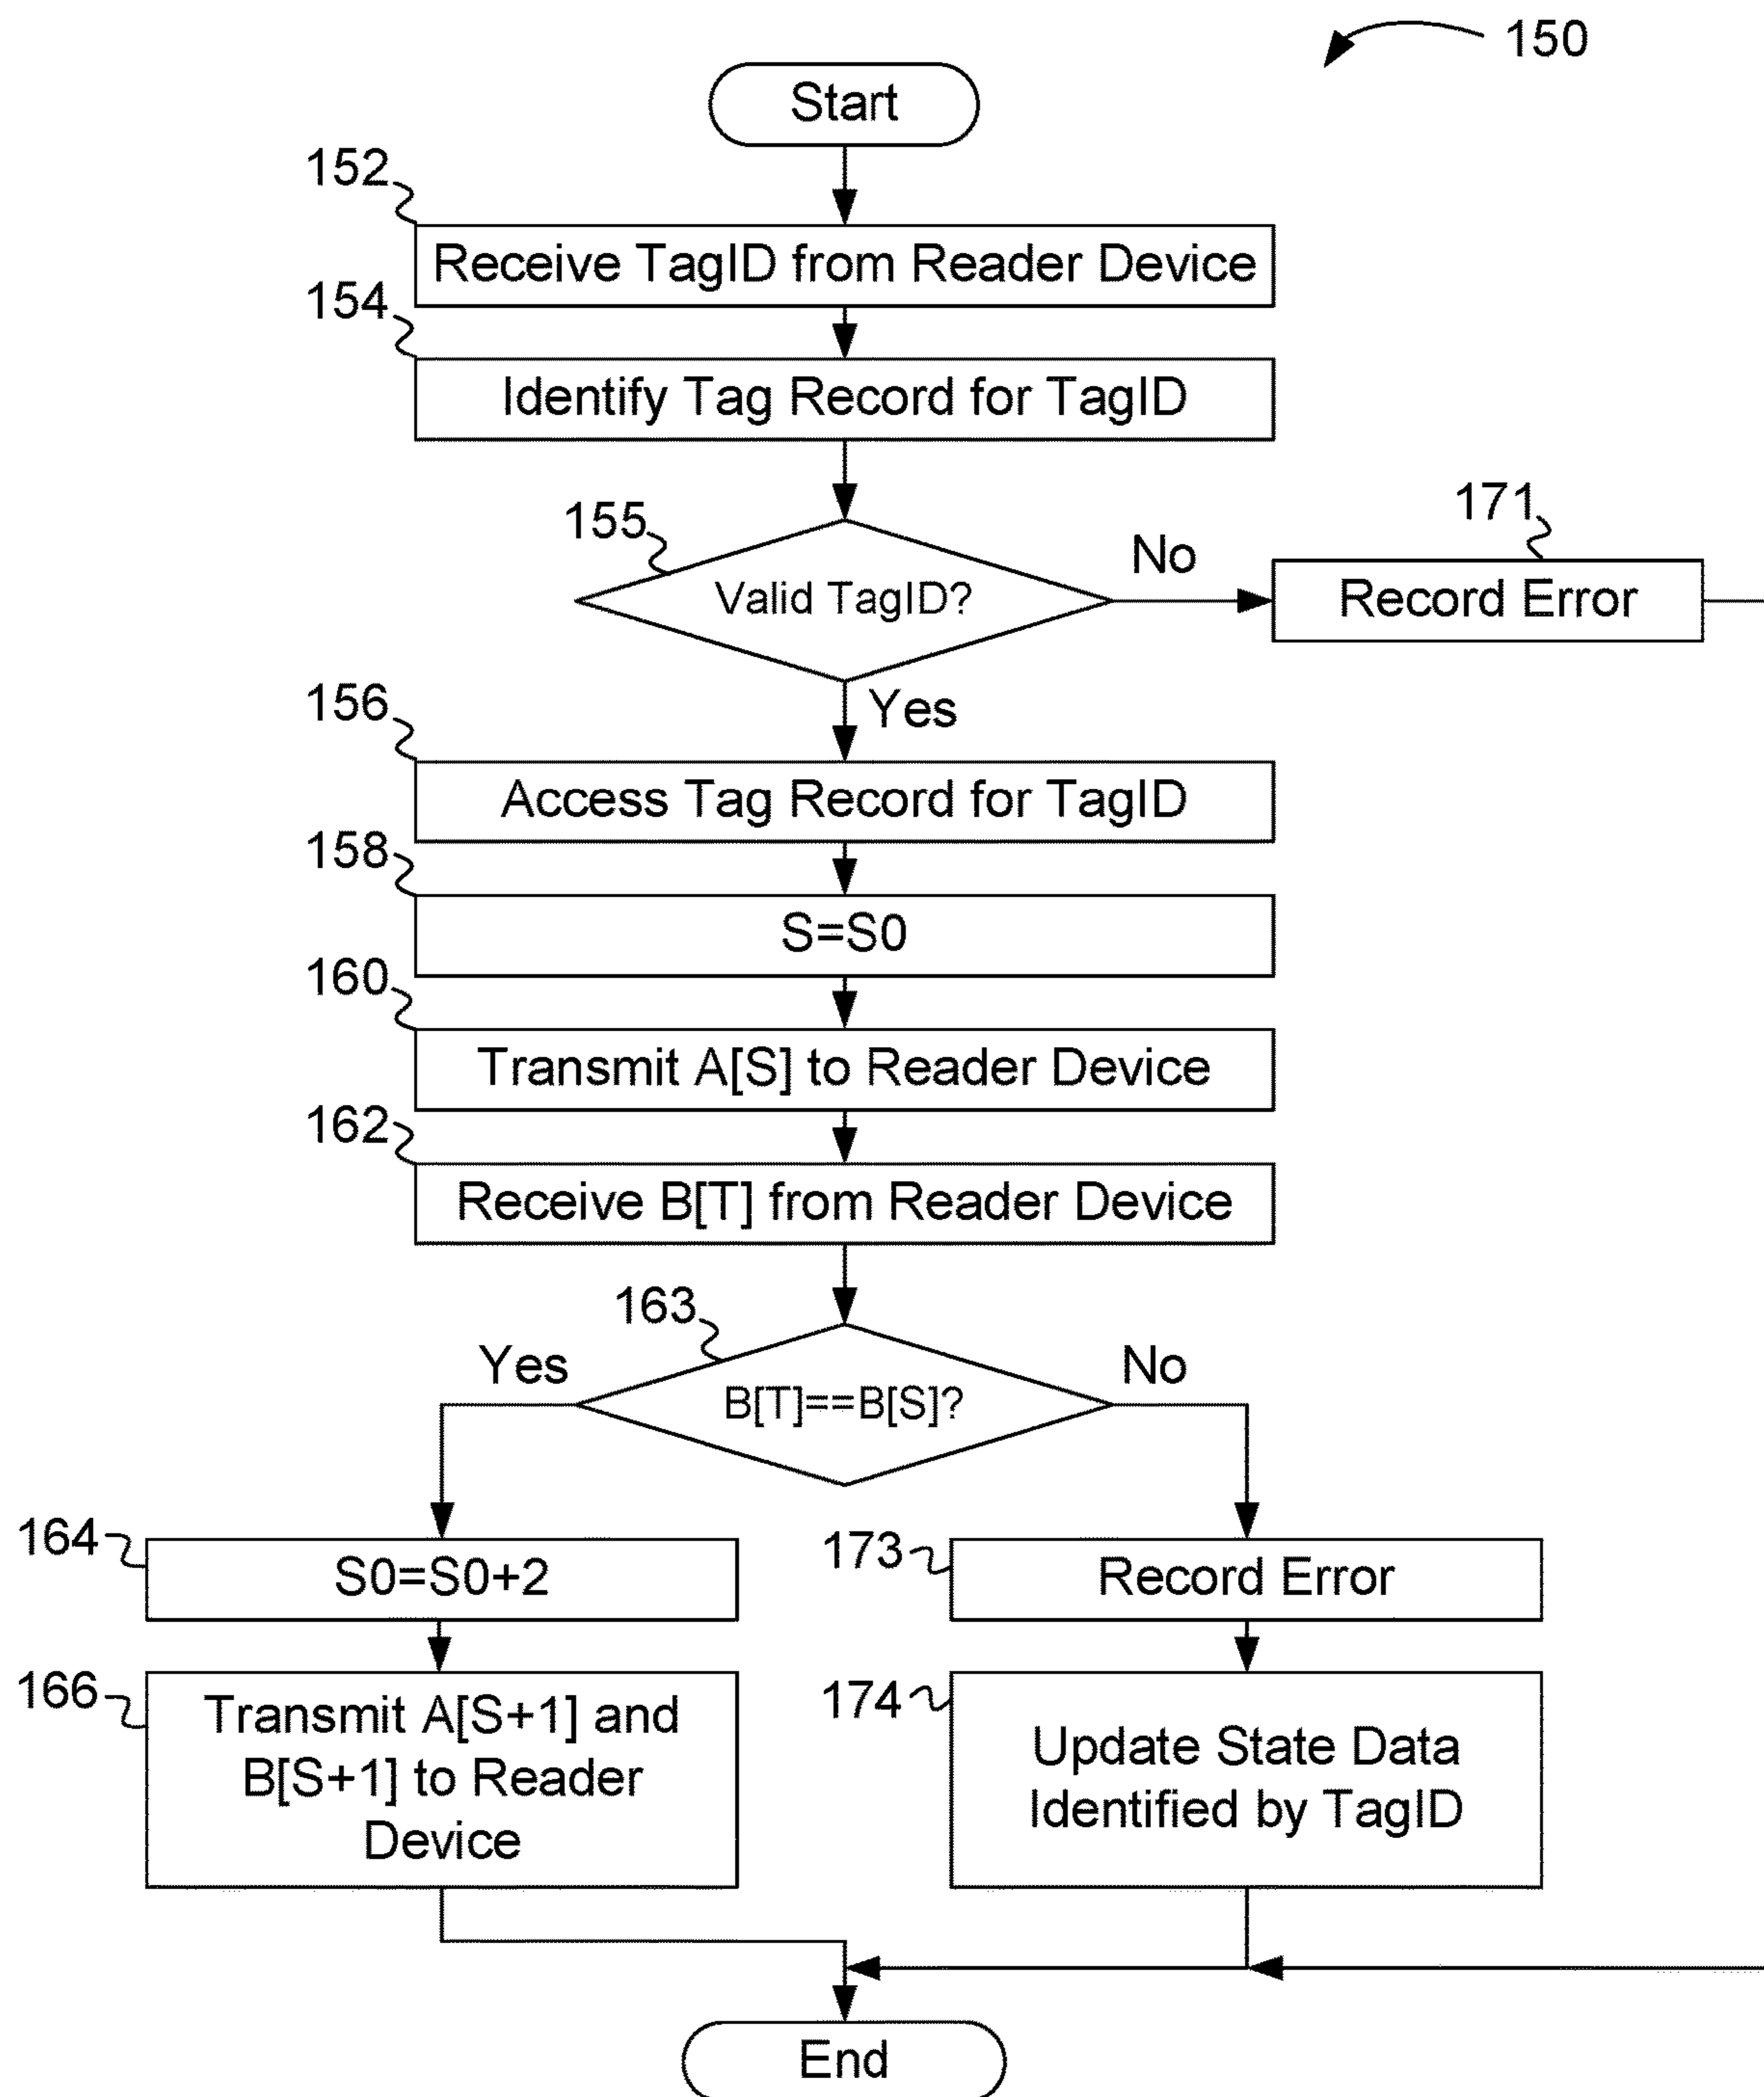 150
Start
152
Receive TagID from Reader Device
154
Identify Tag Record for TagID
155
Valid TagID?
No
171
Record Error
Yes
156
Access Tag Record for TagID
158
S=S0
160
Transmit A[S] to Reader Device
162
Receive B[T] from Reader Device
163
Yes
B[T]==B[S]?
No
164
S0=S0+2
173
Record Error
166
Transmit A[S+1] and
B[S+1] to Reader
Device
174
Update State Data
Identified by TagID
End